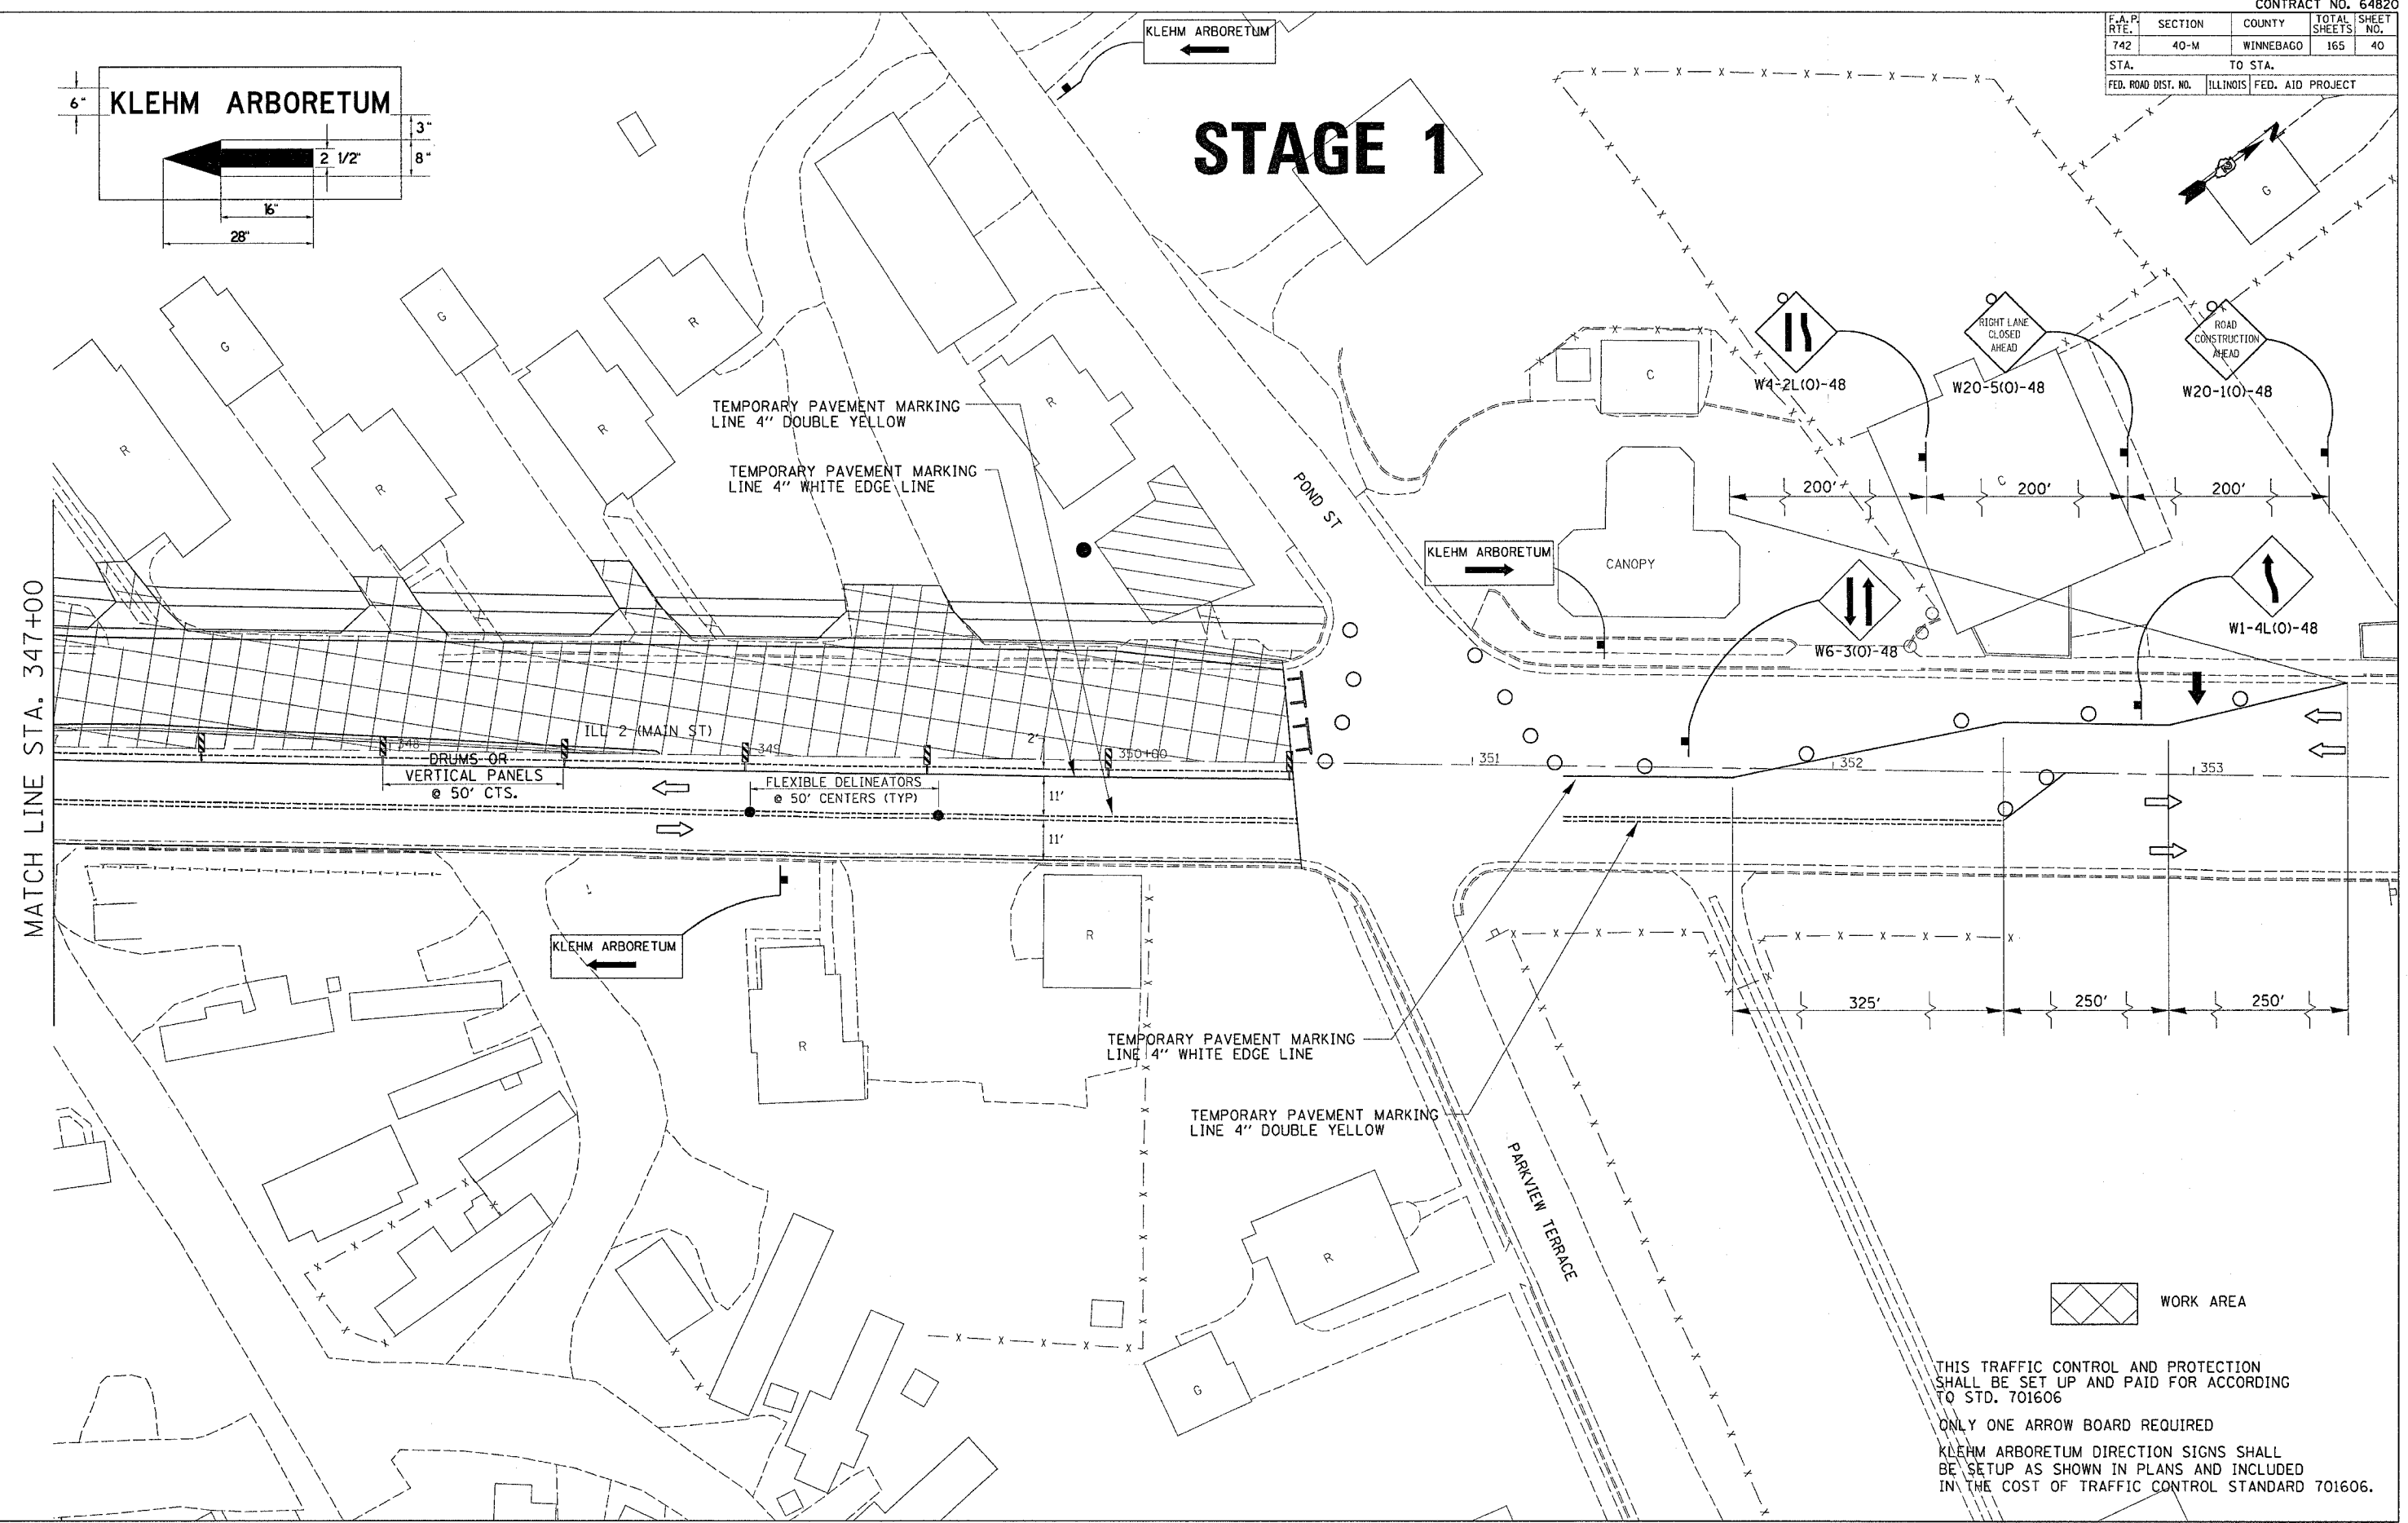 CONTRACT NO. 64820
F.A.P. RTE. SECTION COUNTY TOTAL SHEETS SHEET NO.
742 40-M WINNEBAGO 165 40
STA. TO STA.
FED. ROAD DIST. NO. ILLINOIS FED. AID PROJECT
KLEHM ARBORETUM
6"
3"
8"
2 1/2"
16"
28"
KLEHM ARBORETUM
STAGE 1
N
G
G
G
R
R
R
R
R
C
RIGHT LANE
CLOSED
AHEAD
ROAD
CONSTRUCTION
AHEAD
W4-2L(O)-48
W20-5(O)-48
W20-1(O)-48
TEMPORARY PAVEMENT MARKING
LINE 4" DOUBLE YELLOW
TEMPORARY PAVEMENT MARKING
LINE 4" WHITE EDGE LINE
POND ST
200'
C
200'
200'
KLEHM ARBORETUM
CANOPY
W6-3(O)-48
W1-4L(O)-48
MATCH LINE STA. 347+00
ILL 2 (MAIN ST)
2'
348
349
350+00
351
352
353
DRUMS OR
VERTICAL PANELS
@ 50' CTS.
FLEXIBLE DELINEATORS
@ 50' CENTERS (TYP)
11'
11'
KLEHM ARBORETUM
R
R
325'
250'
250'
TEMPORARY PAVEMENT MARKING
LINE 4" WHITE EDGE LINE
TEMPORARY PAVEMENT MARKING
LINE 4" DOUBLE YELLOW
PARKVIEW TERRACE
R
G
WORK AREA
THIS TRAFFIC CONTROL AND PROTECTION
SHALL BE SET UP AND PAID FOR ACCORDING
TO STD. 701606
ONLY ONE ARROW BOARD REQUIRED
KLEHM ARBORETUM DIRECTION SIGNS SHALL
BE SETUP AS SHOWN IN PLANS AND INCLUDED
IN THE COST OF TRAFFIC CONTROL STANDARD 701606.